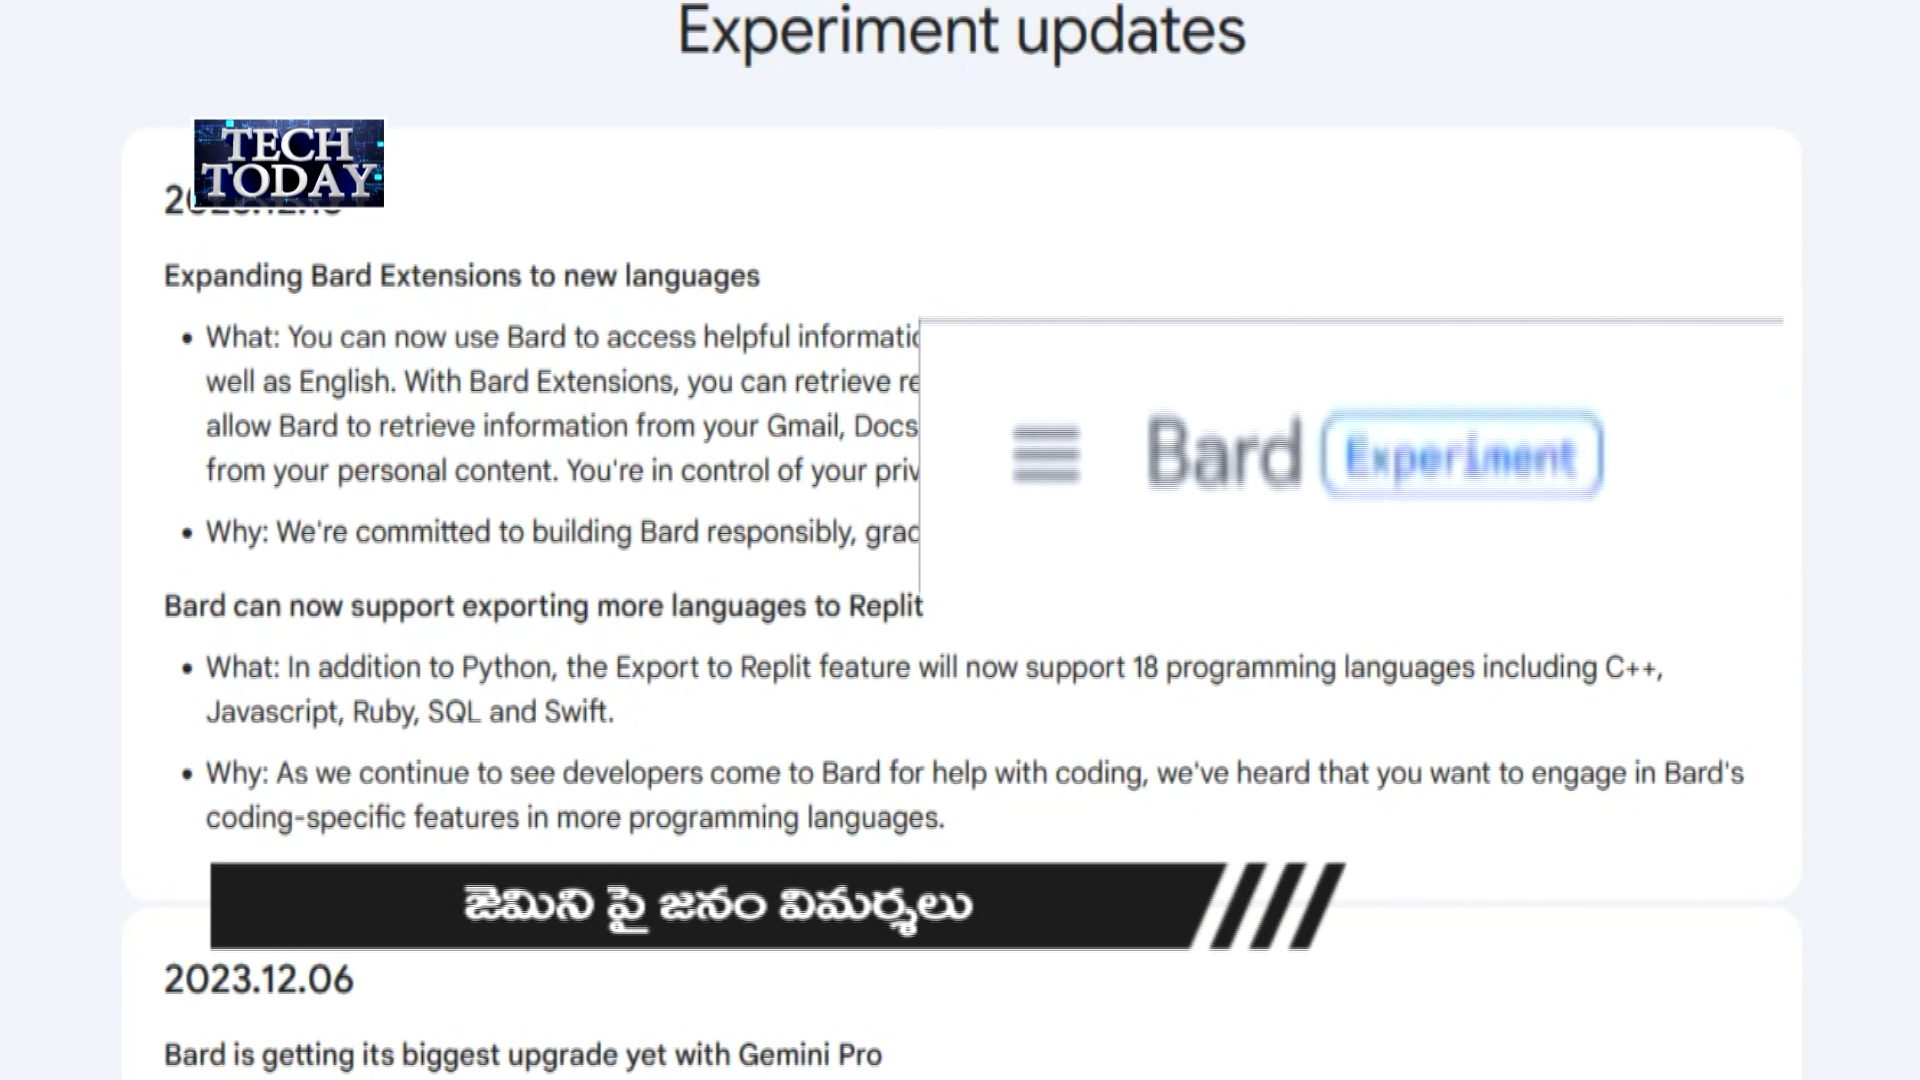 Experiment updates
TECH
TODAY
Expanding Bard Extensions to new languages
• What: You can now use Bard to access helpful
well as English. With Bard Extensions, you can retrieve
allow Bard to retrieve information from your Gmail, Docs
from your personal content. You're in control of your
• Why: We're committed to building Bard responsibly,
Bard Experiment
Bard can now support exporting more languages to Replit
• What: In addition to Python, the Export to Replit feature will now support 18 programming languages including C++,
Javascript, Ruby, SQL and Swift.
• Why: As we continue to see developers come to Bard for help with coding, we've heard that you want to engage in Bard's
coding-specific features in more programming languages.
జెమిని పై జనం విమర్శలు
2023.12.06
Bard is getting its biggest upgrade yet with Gemini Pro